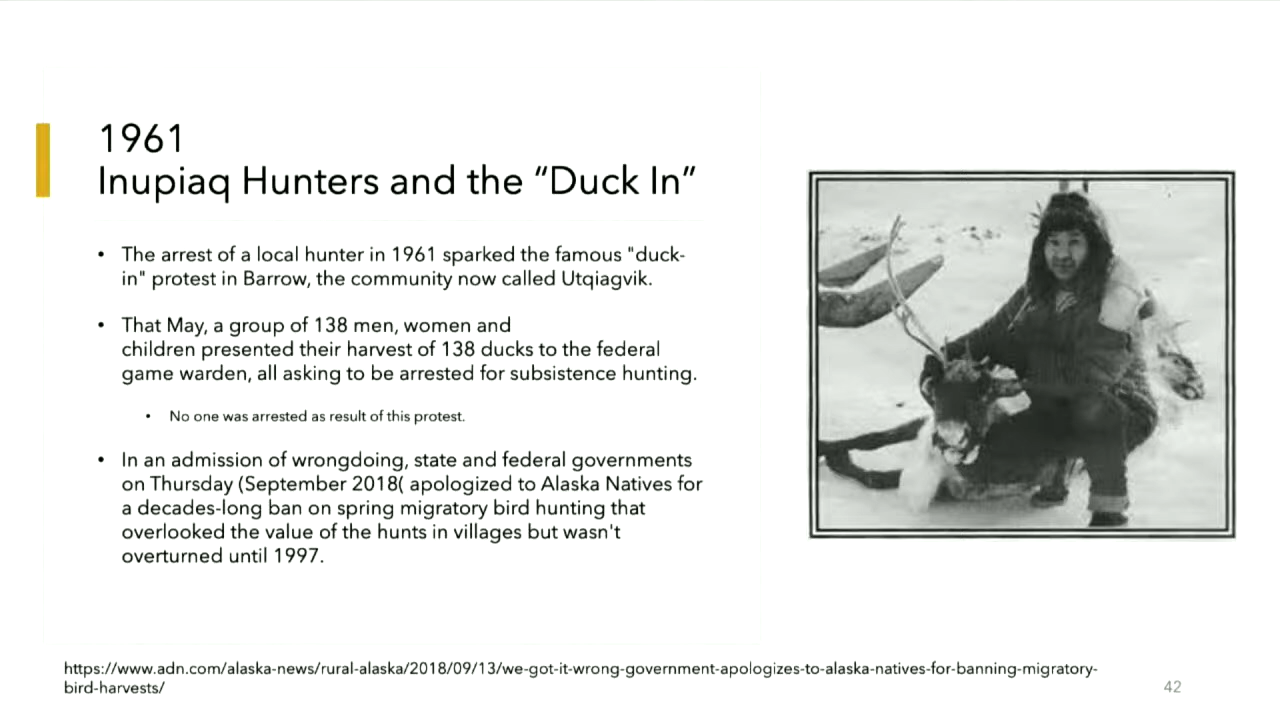 1961
Inupiaq Hunters and the “Duck In”
• The arrest of a local hunter in 1961 sparked the famous "duck-
in" protest in Barrow, the community now called Utqiagvik.
• That May, a group of 138 men, women and
children presented their harvest of 138 ducks to the federal
game warden, all asking to be arrested for subsistence hunting.
• No one was arrested as result of this protest.
• In an admission of wrongdoing, state and federal governments
on Thursday (September 2018( apologized to Alaska Natives for
a decades-long ban on spring migratory bird hunting that
overlooked the value of the hunts in villages but wasn't
overturned until 1997.
https://www.adn.com/alaska-news/rural-alaska/2018/09/13/we-got-it-wrong-government-apologizes-to-alaska-natives-for-banning-migratory-
bird-harvests/
42